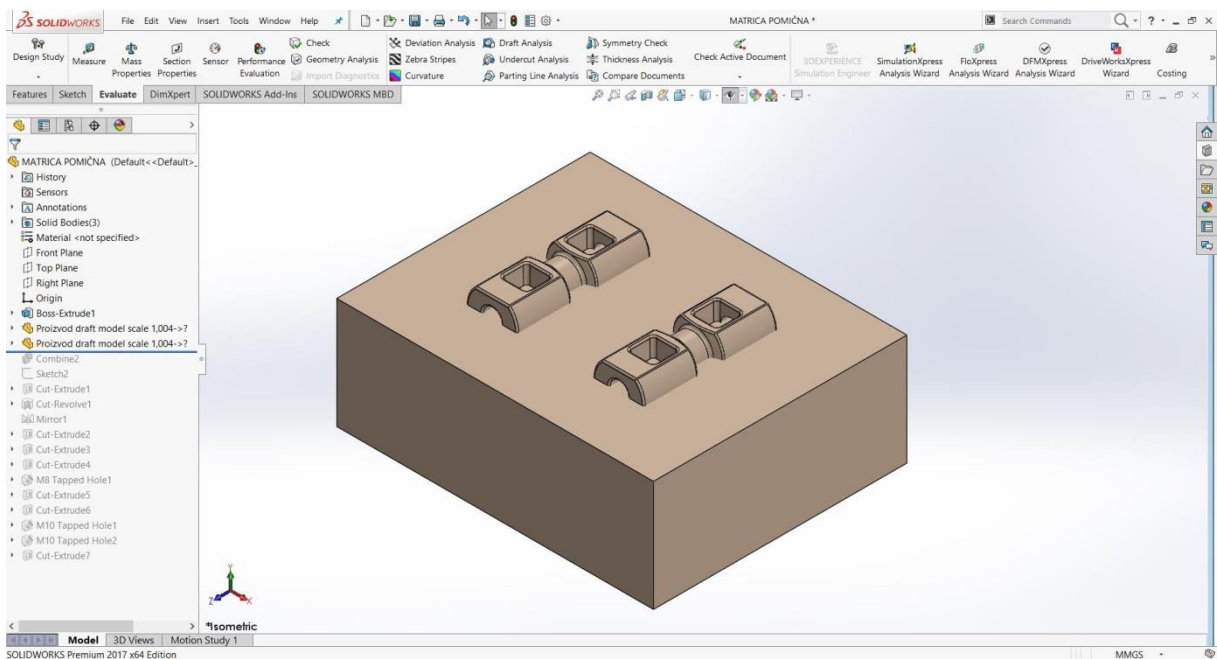 SOLIDWORKS File Edit View Insert Tools Window Help MATRICA POMIČNA * Search Commands
Design Study Measure Mass Properties Section Properties Sensor Performance Evaluation Check Geometry Analysis Import Diagnostics Deviation Analysis Zebra Stripes Curvature Draft Analysis Undercut Analysis Parting Line Analysis Symmetry Check Thickness Analysis Compare Documents Check Active Document 3DEXPERIENCE Simulation Engineer SimulationXpress Analysis Wizard FloXpress Analysis Wizard DFMXpress Analysis Wizard DriveWorksXpress Wizard Costing
Features Sketch Evaluate DimXpert SOLIDWORKS Add-Ins SOLIDWORKS MBD
MATRICA POMIČNA (Default<<Default>_
History
Sensors
Annotations
Solid Bodies(3)
Material <not specified>
Front Plane
Top Plane
Right Plane
Origin
Boss-Extrude1
Proizvod draft model scale 1,004->?
Proizvod draft model scale 1,004->?
Combine2
Sketch2
Cut-Extrude1
Cut-Revolve1
Mirror1
Cut-Extrude2
Cut-Extrude3
Cut-Extrude4
M8 Tapped Hole1
Cut-Extrude5
Cut-Extrude6
M10 Tapped Hole1
M10 Tapped Hole2
Cut-Extrude7
Y
Z X
*Isometric
Model 3D Views Motion Study 1
SOLIDWORKS Premium 2017 x64 Edition MMGS